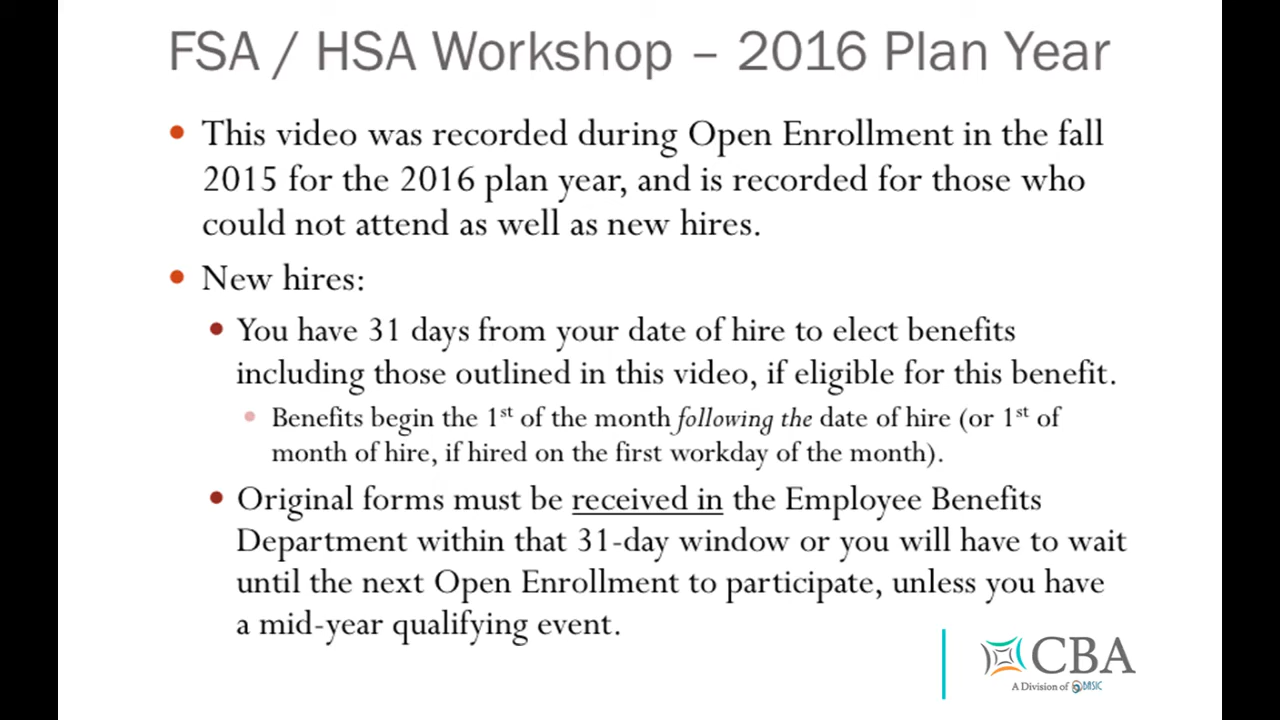 FSA / HSA Workshop – 2016 Plan Year
• This video was recorded during Open Enrollment in the fall
2015 for the 2016 plan year, and is recorded for those who
could not attend as well as new hires.
• New hires:
• You have 31 days from your date of hire to elect benefits
including those outlined in this video, if eligible for this benefit.
• Benefits begin the 1st of the month following the date of hire (or 1st of
month of hire, if hired on the first workday of the month).
• Original forms must be received in the Employee Benefits
Department within that 31-day window or you will have to wait
until the next Open Enrollment to participate, unless you have
a mid-year qualifying event.
CBA
A Division of BASIC